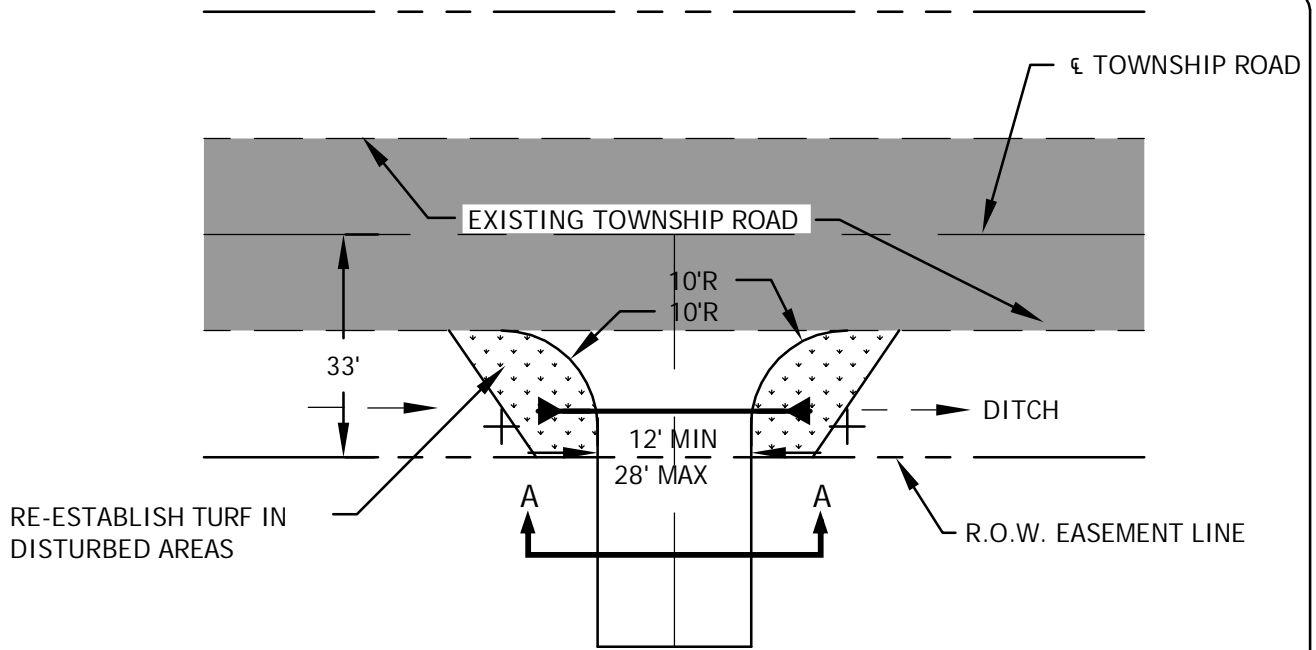 ℄ TOWNSHIP ROAD
EXISTING TOWNSHIP ROAD
10'R
10'R
33'
DITCH
12' MIN
28' MAX
A A
RE-ESTABLISH TURF IN
DISTURBED AREAS
R.O.W. EASEMENT LINE